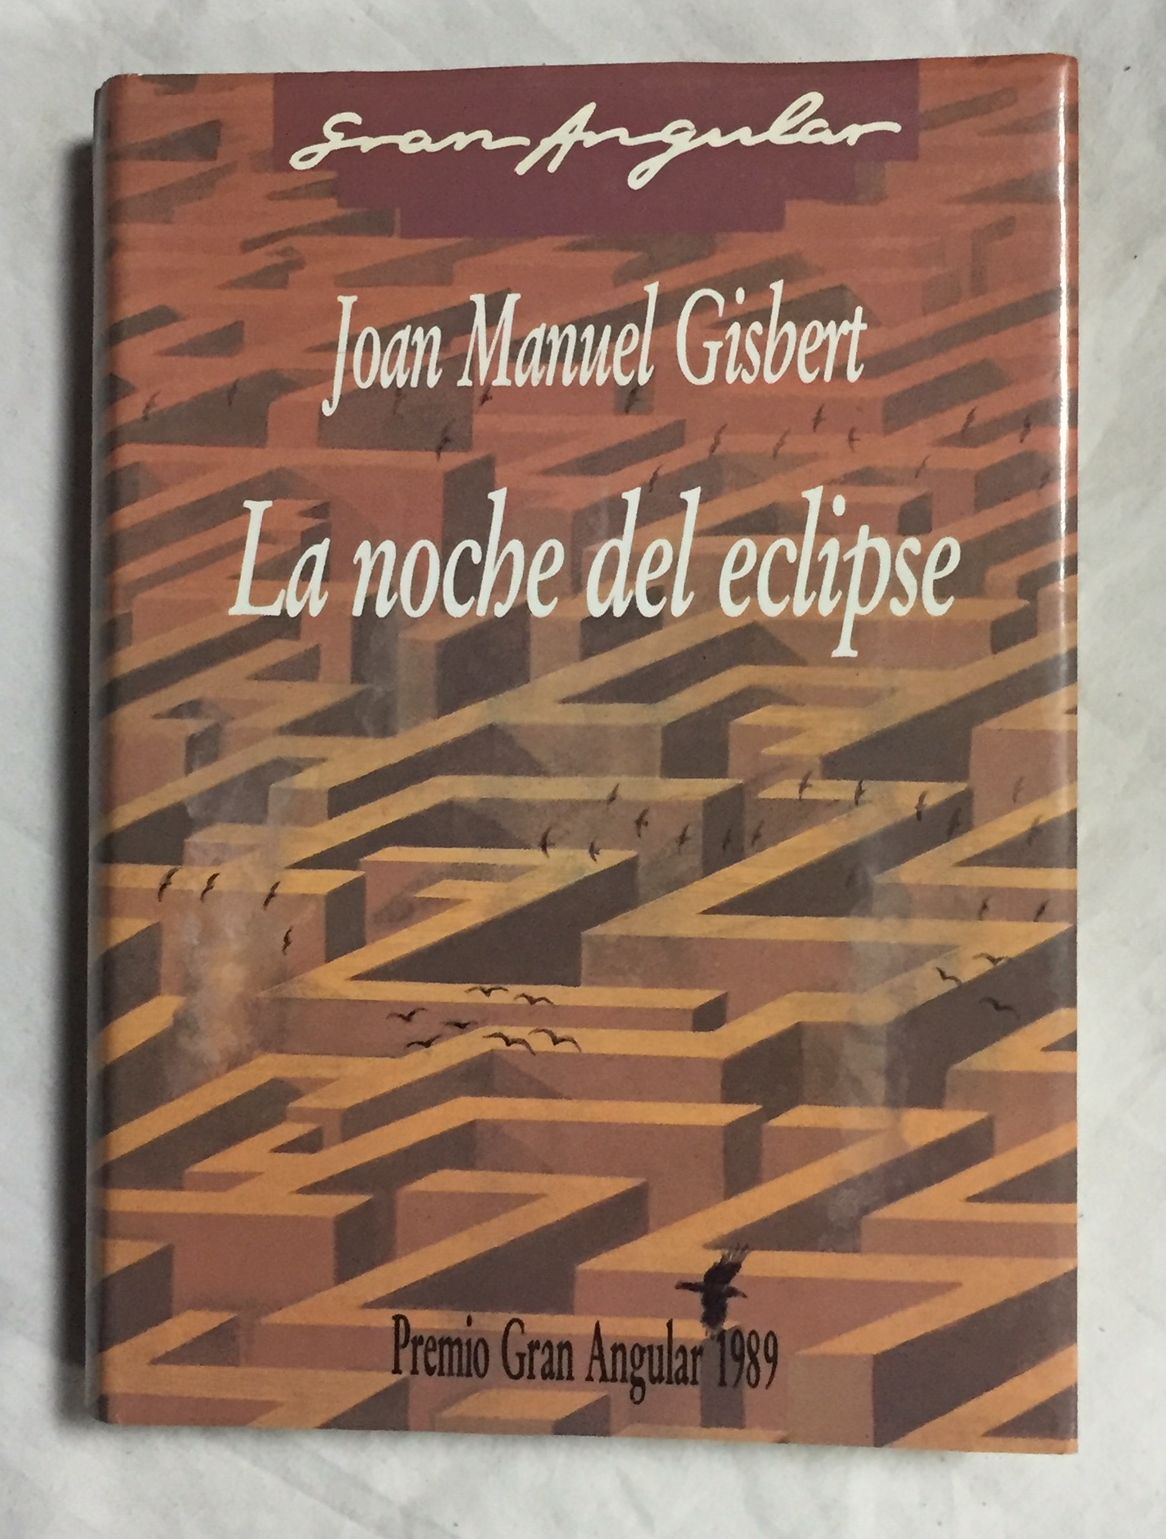 Gran Angular
Joan Manuel Gisbert
La noche del eclipse
Premio Gran Angular 1989